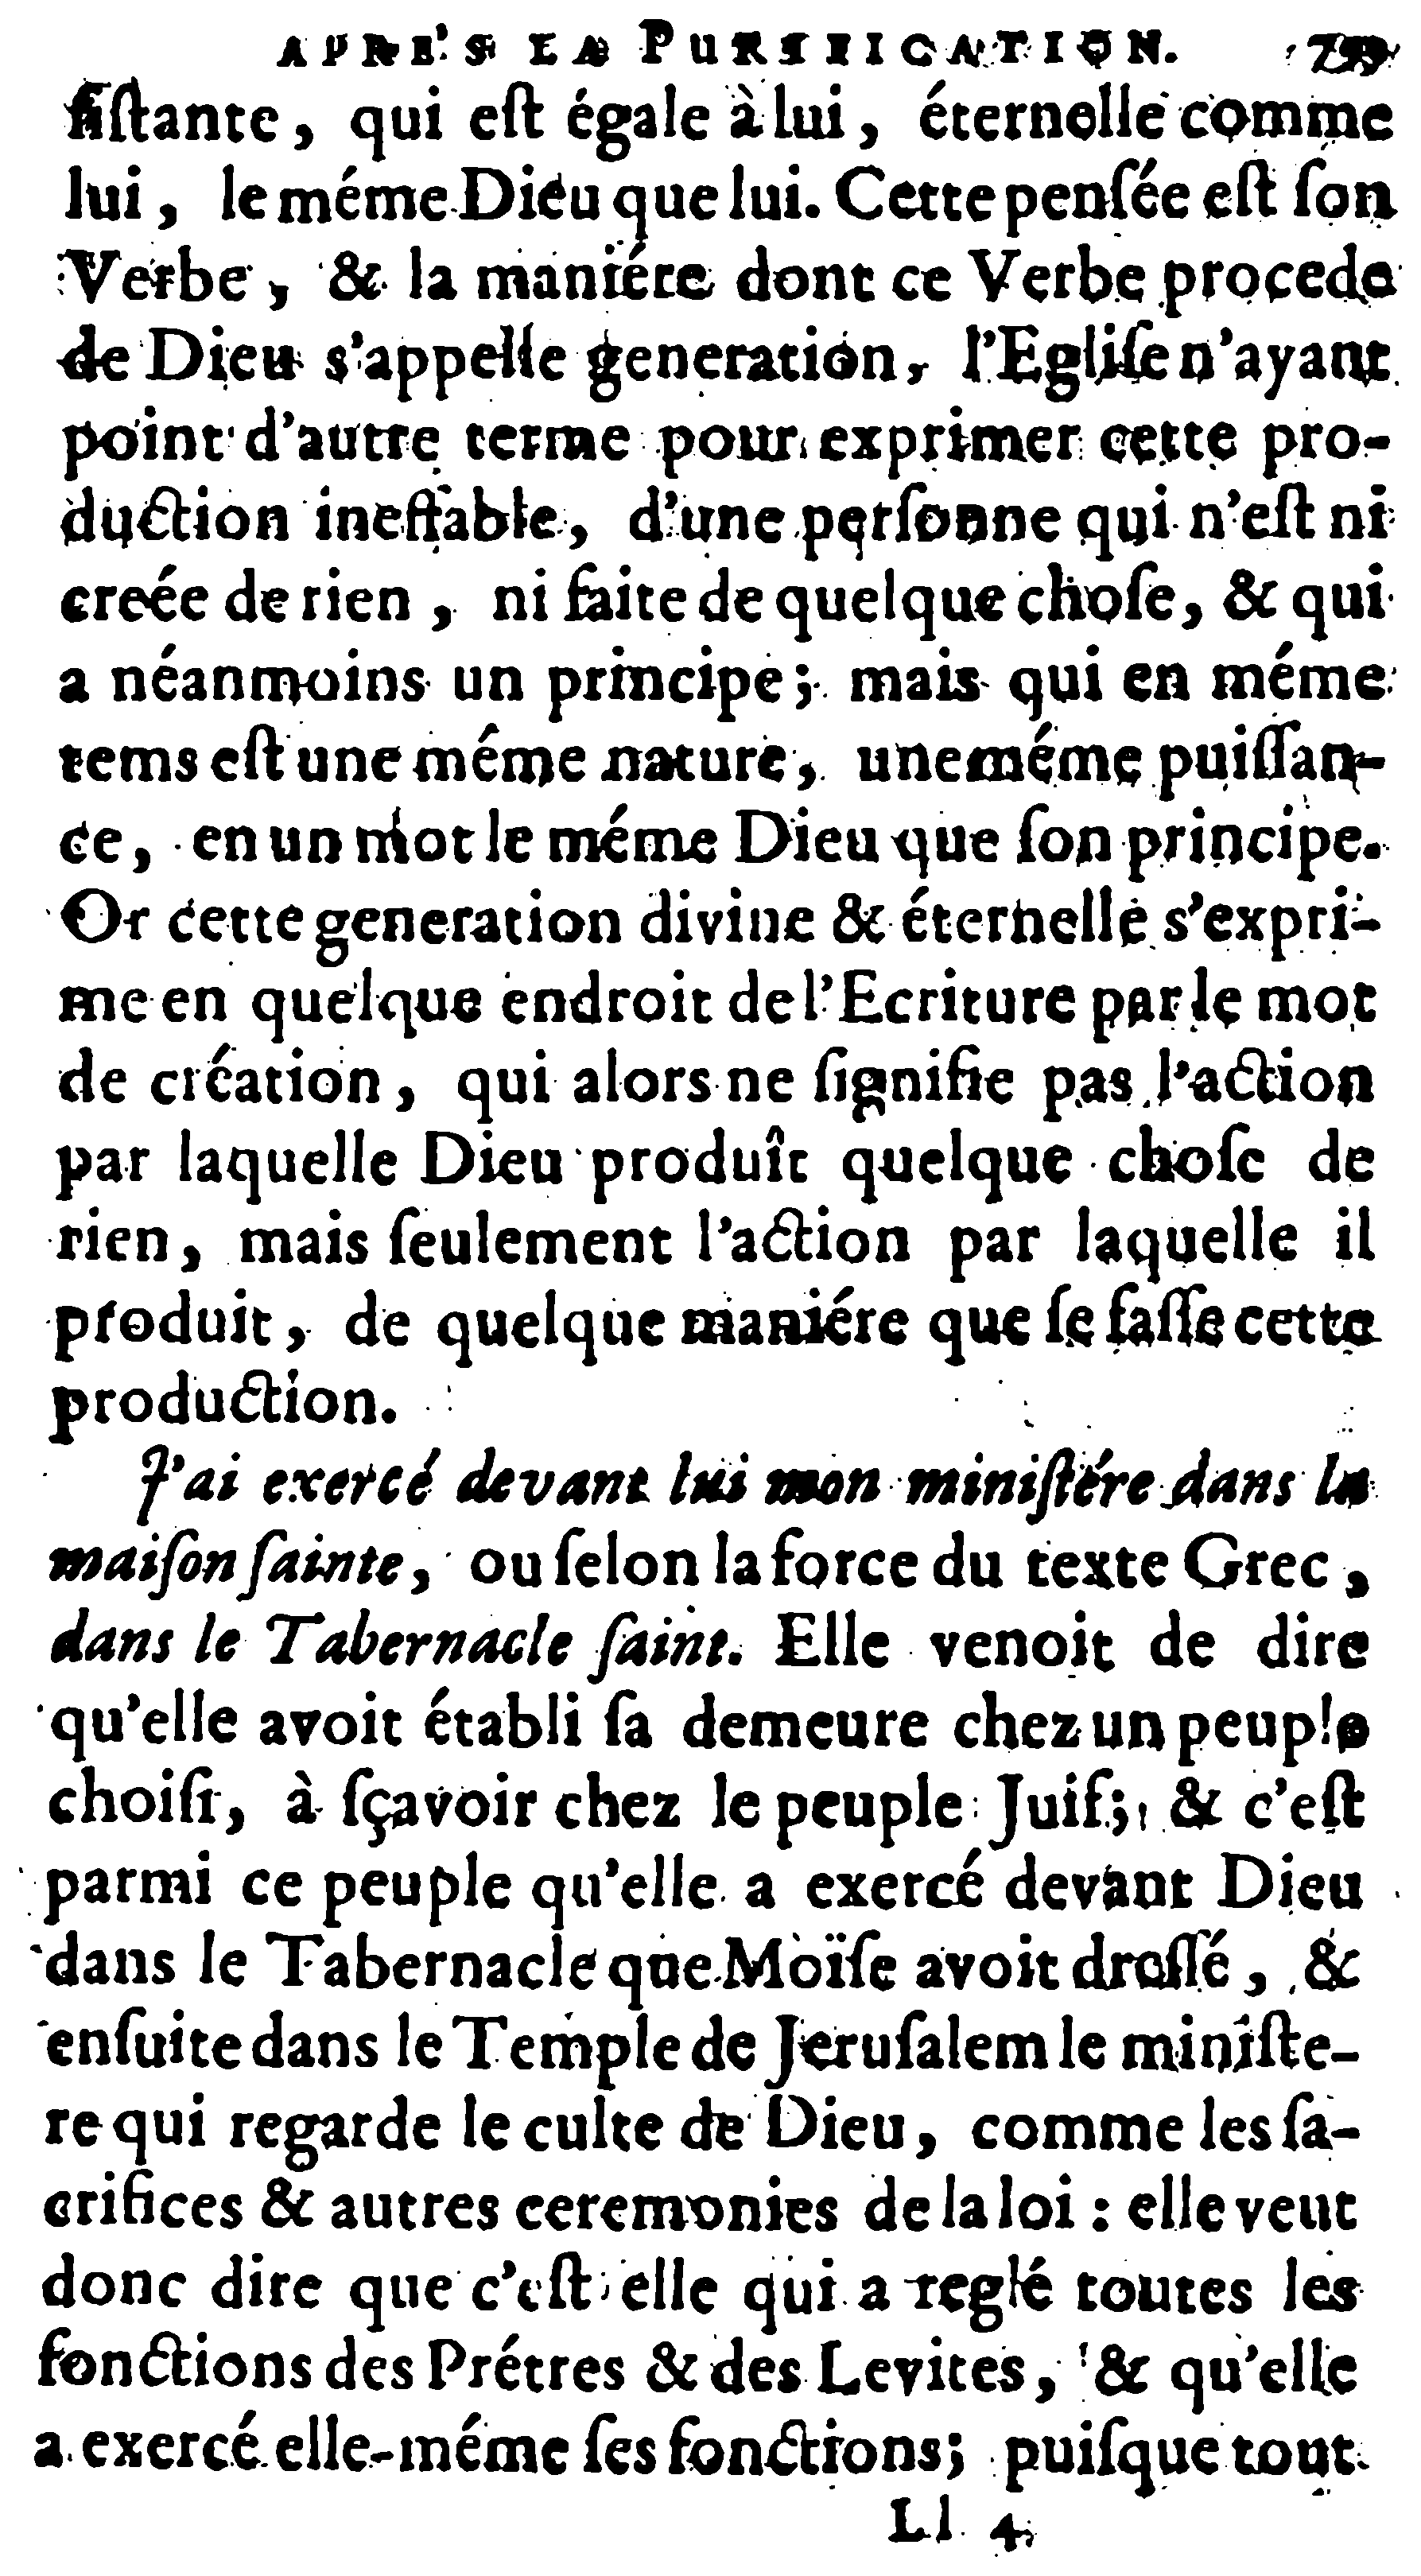 APRE'S LA PURIFICATION.
ſiſtante, qui eſt égale à lui, éternelle comme
lui, le méme Dieu que lui. Cette penſée eſt ſon
Verbe, & la maniére dont ce Verbe procede
de Dieu s'appelle generation, l'Egliſe n'ayant
point d'autre terme pour exprimer cette pro-
duction ineffable, d'une perſonne qui n'eſt ni
creée de rien, ni faite de quelque choſe, & qui
a néanmoins un principe; mais qui en méme
tems eſt une méme nature, une méme puiſſan-
ce, en un mot le méme Dieu que ſon principe.
Or cette generation divine & éternelle s'expri-
me en quelque endroit de l'Ecriture par le mot
de création, qui alors ne ſignifie pas l'action
par laquelle Dieu produît quelque choſe de
rien, mais ſeulement l'action par laquelle il
produit, de quelque maniére que ſe faſſe cette
production.
J'ai exercé devant lui mon miniſtére dans la
maiſon ſainte, ou ſelon la force du texte Grec,
dans le Tabernacle ſaint. Elle venoit de dire
qu'elle avoit établi ſa demeure chez un peuple
choiſi, à ſçavoir chez le peuple Juif; & c'eſt
parmi ce peuple qu'elle a exercé devant Dieu
dans le Tabernacle que Moïſe avoit dreſſé, &
enſuite dans le Temple de Jeruſalem le miniſte-
re qui regarde le culte de Dieu, comme les ſa-
crifices & autres ceremonies de la loi : elle veut
donc dire que c'eſt elle qui a reglé toutes les
fonctions des Prétres & des Levites, & qu'elle
a exercé elle-méme ſes fonctions; puiſque tout
Ll 4